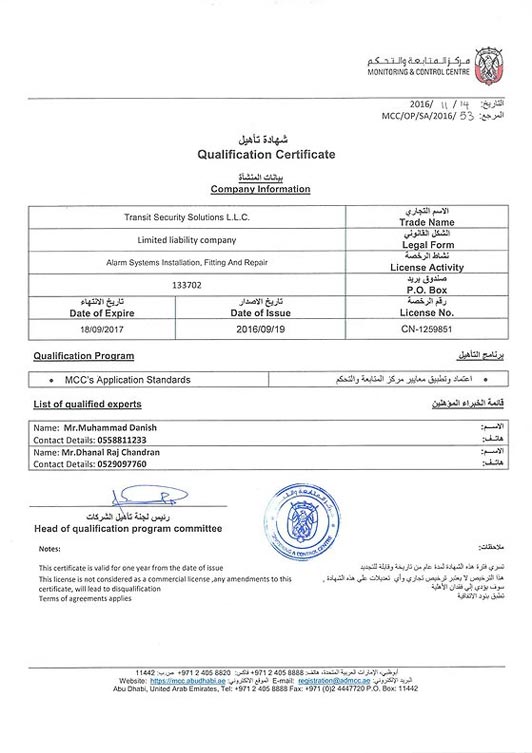 مركز المتابعة والتحكم
MONITORING & CONTROL CENTRE
التاريخ: 14 / 11 /2016
المرجع: MCC/OP/SA/2016/ 53
شهادة تأهيل
Qualification Certificate
بيانات المنشأة
Company Information
Transit Security Solutions L.L.C.
الاسم التجاري
Trade Name
Limited liability company
الشكل القانوني
Legal Form
Alarm Systems Installation, Fitting And Repair
نشاط الرخصة
License Activity
133702
صندوق بريد
P.O. Box
تاريخ الانتهاء
Date of Expire
تاريخ الاصدار
Date of Issue
رقم الرخصة
License No.
18/09/2017
2016/09/19
CN-1259851
Qualification Program
برنامج التأهيل
• MCC's Application Standards
• اعتماد وتطبيق معايير مركز المتابعة والتحكم
List of qualified experts
قائمة الخبراء المؤهلين
Name: Mr.Muhammad Danish
الاسم:
Contact Details: 0558811233
هاتف:
Name: Mr.Dhanal Raj Chandran
الاسم:
Contact Details: 0529097760
هاتف:
رئيس لجنة تأهيل الشركات
Head of qualification program committee
MONITORING & CONTROL CENTRE
Notes:
ملاحظات:
This certificate is valid for one year from the date of issue
تسري فترة هذه الشهادة لمدة عام من تاريخة وقابلة للتجديد
This license is not considered as a commercial license ,any amendments to this
certificate, will lead to disqualification
هذا الترخيص لا يعتبر ترخيص تجاري وأي تعديلات على هذه الشهادة ,
سوف يؤدي إلى فقدان الأهلية
Terms of agreements applies
تطبق بنود الاتفاقية
أبوظبي، الإمارات العربية المتحدة، هاتف: 8888 405 2 971+ فاكس: 8820 405 2 971+ ص.ب: 11442
Website: https://mcc.abudhabi.ae الموقع الالكتروني: E-mail: registration@admcc.ae البريد الإلكتروني:
Abu Dhabi, United Arab Emirates, Tel: +971 2 405 8888 Fax: +971 (0)2 4447720 P.O. Box: 11442